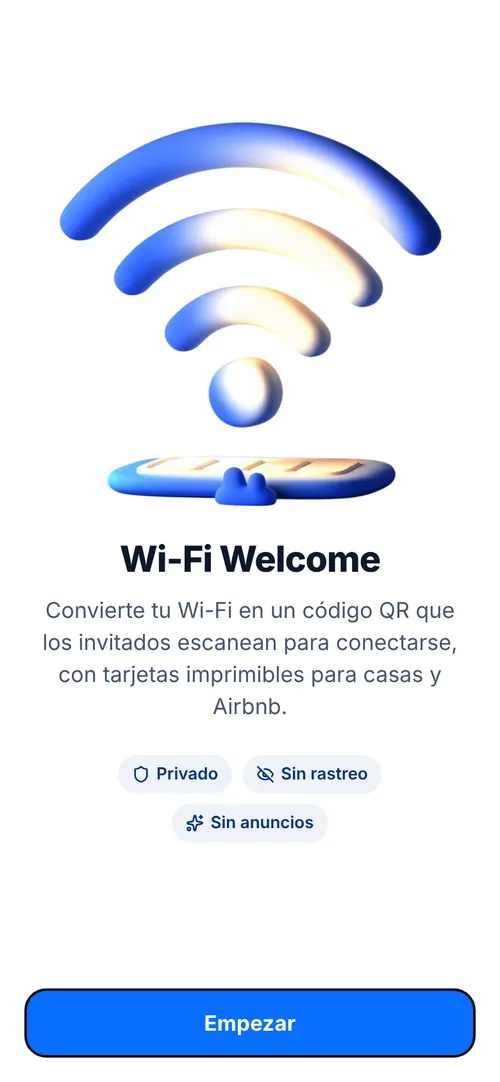 Wi-Fi Welcome
Convierte tu Wi-Fi en un código QR que
los invitados escanean para conectarse,
con tarjetas imprimibles para casas y
Airbnb.
Privado
Sin rastreo
Sin anuncios
Empezar